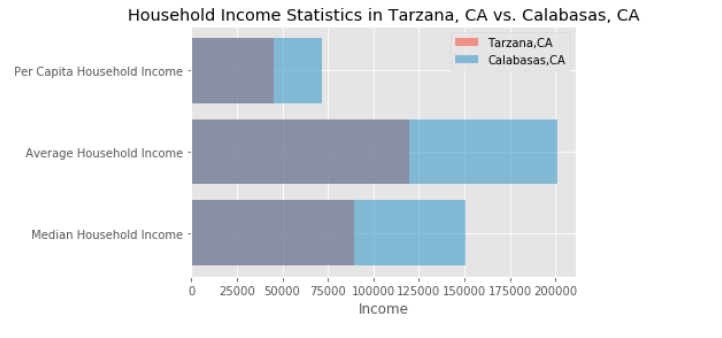 Household Income Statistics in Tarzana, CA vs. Calabasas, CA
Tarzana,CA
Calabasas,CA
Per Capita Household Income
Average Household Income
Median Household Income
0 25000 50000 75000 100000 125000 150000 175000 200000
Income